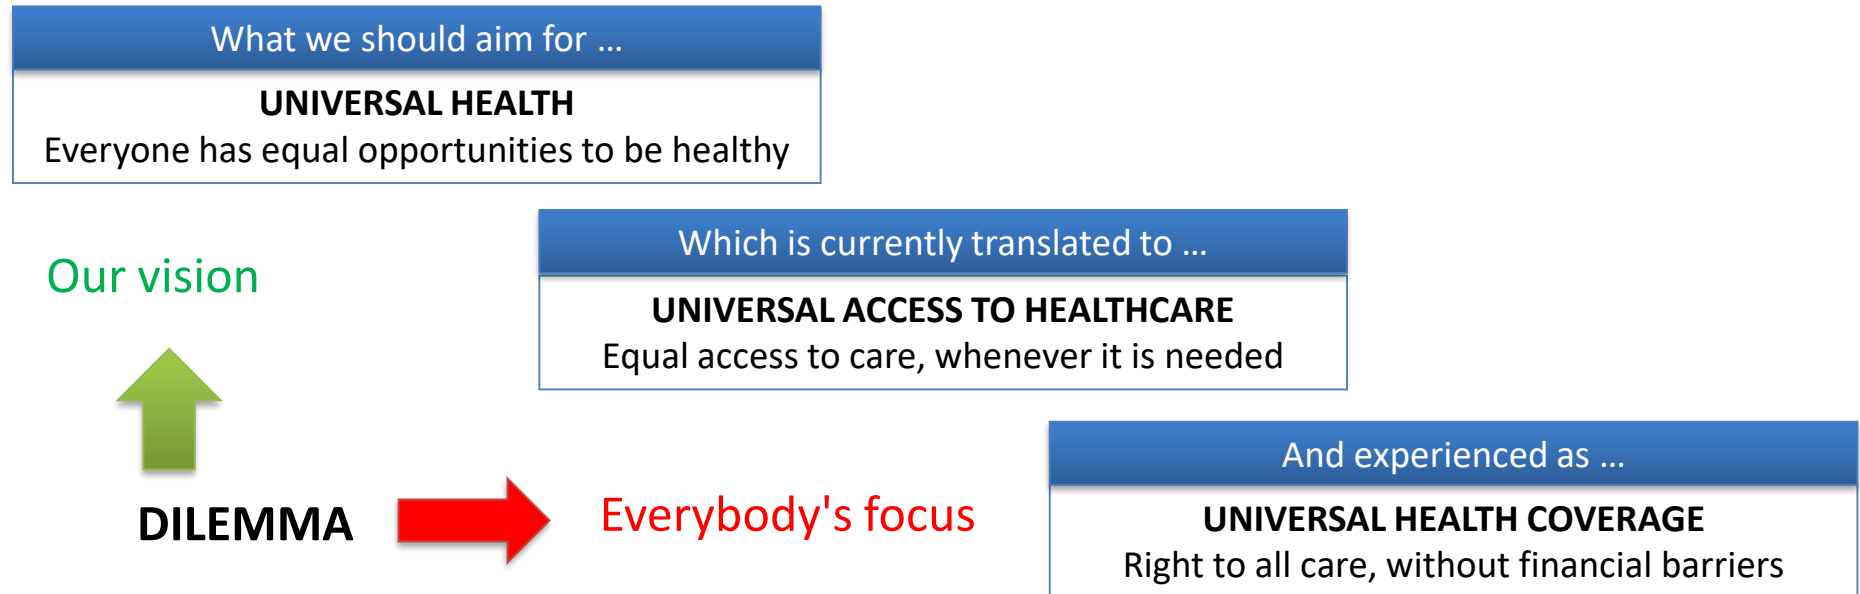 What we should aim for ...
UNIVERSAL HEALTH
Everyone has equal opportunities to be healthy
Our vision
Which is currently translated to ...
UNIVERSAL ACCESS TO HEALTHCARE
Equal access to care, whenever it is needed
DILEMMA
Everybody's focus
And experienced as ...
UNIVERSAL HEALTH COVERAGE
Right to all care, without financial barriers